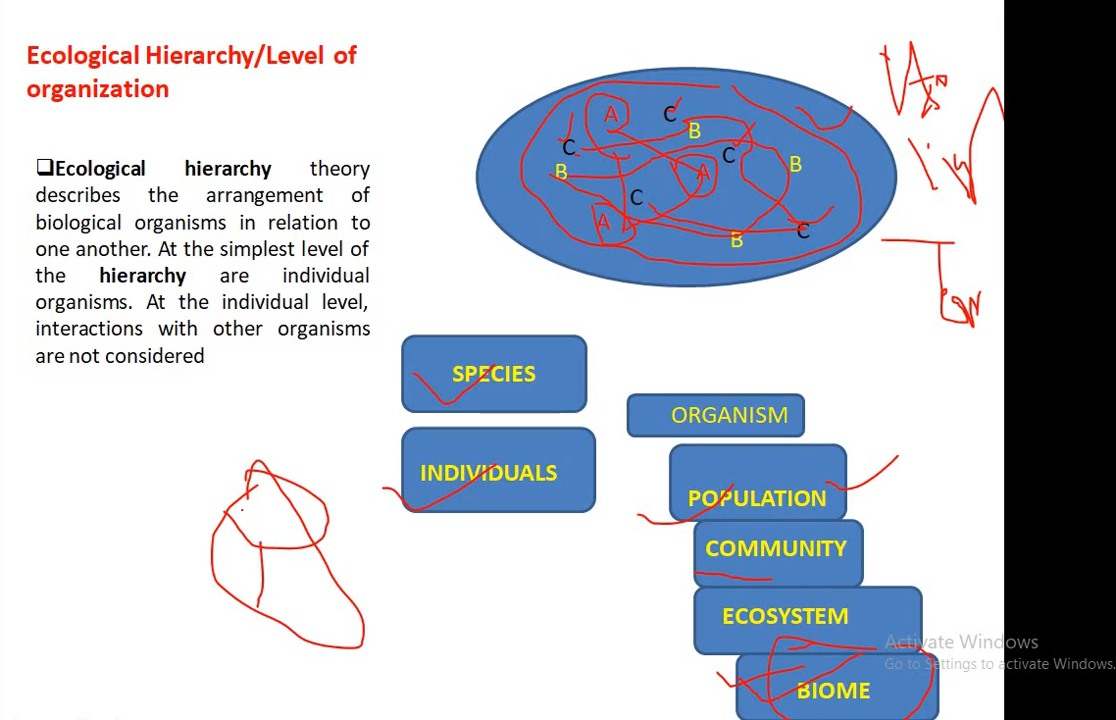 Ecological Hierarchy/Level of
organization
❑Ecological hierarchy theory
describes the arrangement of
biological organisms in relation to
one another. At the simplest level of
the hierarchy are individual
organisms. At the individual level,
interactions with other organisms
are not considered
A
C
B
C
C
B
A
B
C
A
B
C
SPECIES
INDIVIDUALS
ORGANISM
POPULATION
COMMUNITY
ECOSYSTEM
BIOME
Activate Windows
Go to Settings to activate Windows.